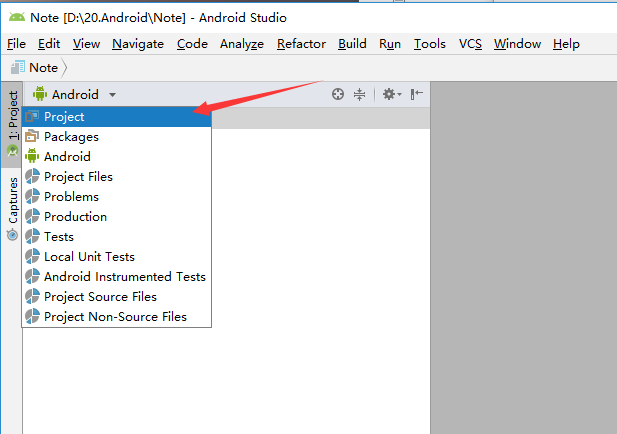 Note [D:\20.Android\Note] - Android Studio
File Edit View Navigate Code Analyze Refactor Build Run Tools VCS Window Help
Note
1: Project
Captures
Android
Project
Packages
Android
Project Files
Problems
Production
Tests
Local Unit Tests
Android Instrumented Tests
Project Source Files
Project Non-Source Files